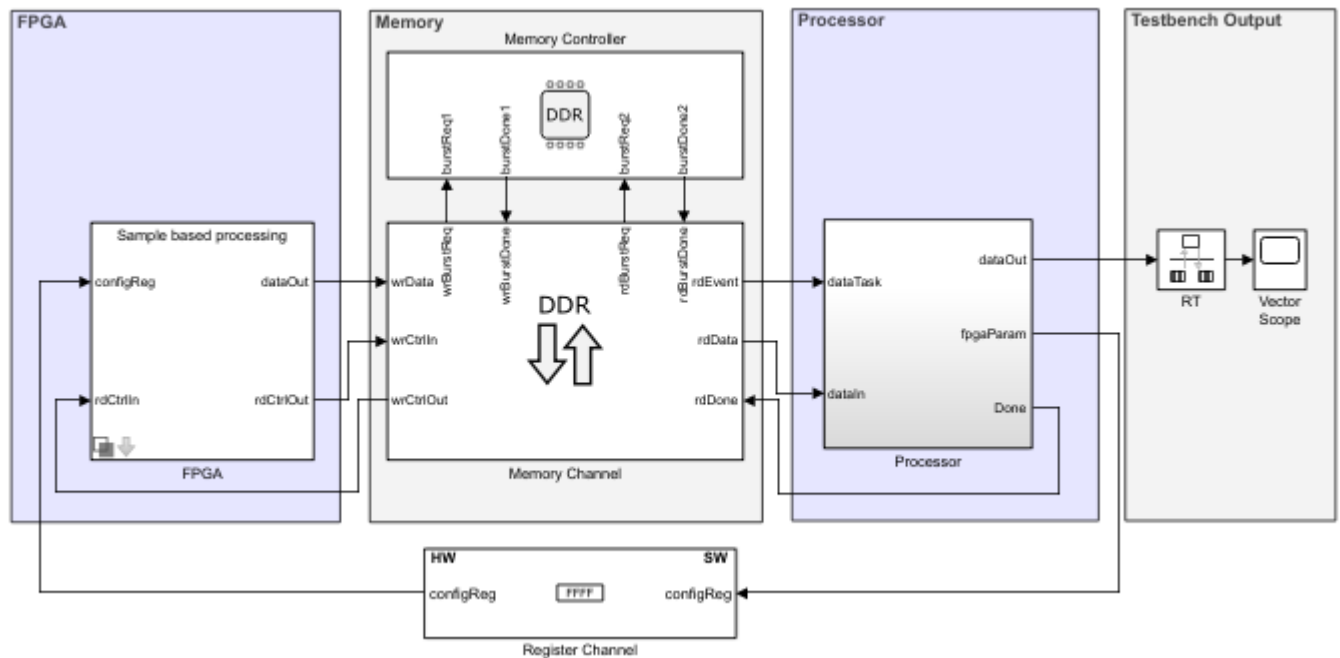 FPGA
Memory
Processor
Testbench Output
Memory Controller
DDR
burstReq1
burstDone1
burstReq2
burstDone2
Sample based processing
configReg
dataOut
rdCtrlIn
rdCtrlOut
FPGA
wrBurstReq
wrBurstDone
rdBurstReq
rdBurstDone
wrData
rdEvent
DDR
wrCtrlIn
rdData
wrCtrlOut
rdDone
Memory Channel
dataOut
dataTask
fpgaParam
dataIn
Done
Processor
RT
Vector
Scope
HW
SW
configReg
FFFF
configReg
Register Channel